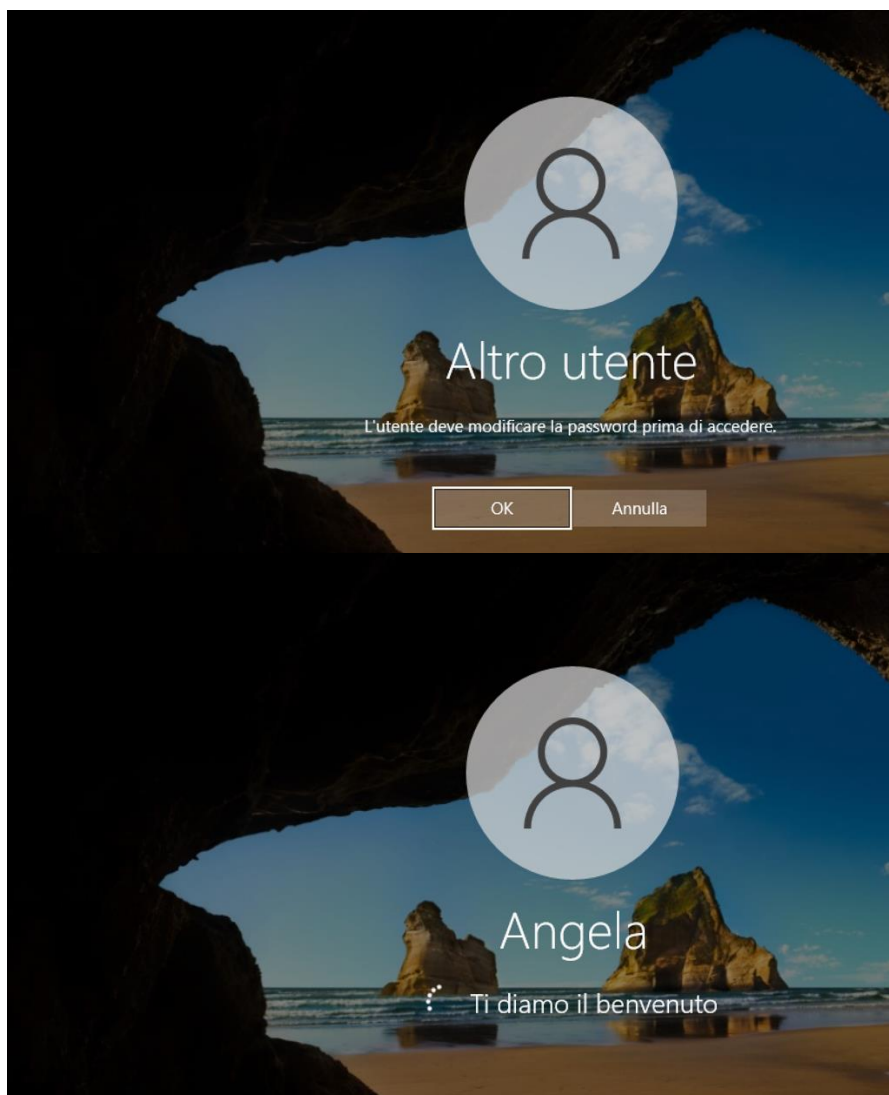 Altro utente
L'utente deve modificare la password prima di accedere.
OK
Annulla
Angela
Ti diamo il benvenuto